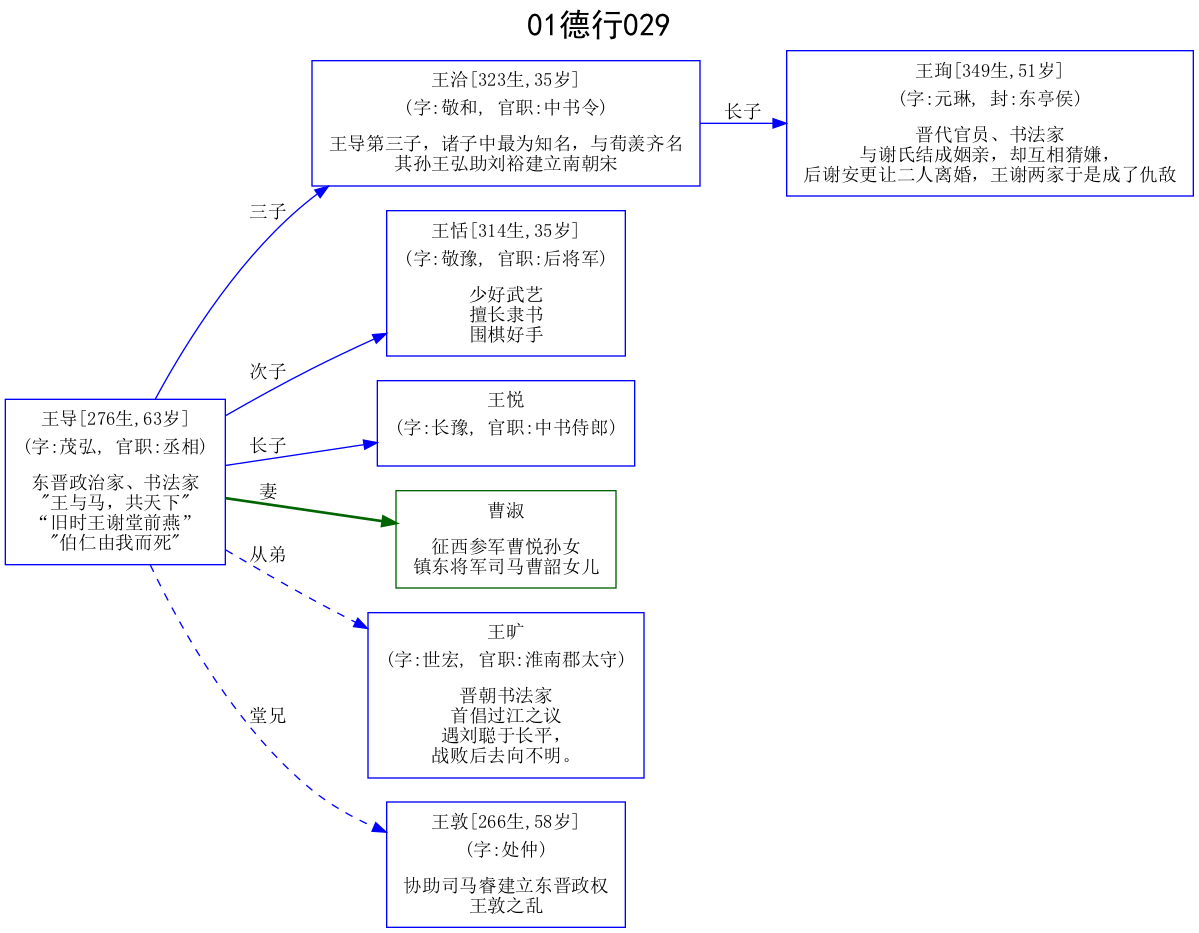 01德行029
王洽[323生,35岁]
(字:敬和, 官职:中书令)
王导第三子，诸子中最为知名，与荀羡齐名
其孙王弘助刘裕建立南朝宋
长子
王珣[349生,51岁]
(字:元琳, 封:东亭侯)
晋代官员、书法家
与谢氏结成姻亲，却互相猜嫌，
后谢安更让二人离婚，王谢两家于是成了仇敌
三子
王恬[314生,35岁]
(字:敬豫, 官职:后将军)
少好武艺
擅长隶书
围棋好手
次子
王悦
(字:长豫, 官职:中书侍郎)
长子
王导[276生,63岁]
(字:茂弘, 官职:丞相)
东晋政治家、书法家
"王与马，共天下"
“旧时王谢堂前燕”
"伯仁由我而死"
妻
曹淑
征西参军曹悦孙女
镇东将军司马曹韶女儿
从弟
王旷
(字:世宏, 官职:淮南郡太守)
晋朝书法家
首倡过江之议
遇刘聪于长平，
战败后去向不明。
堂兄
王敦[266生,58岁]
(字:处仲)
协助司马睿建立东晋政权
王敦之乱